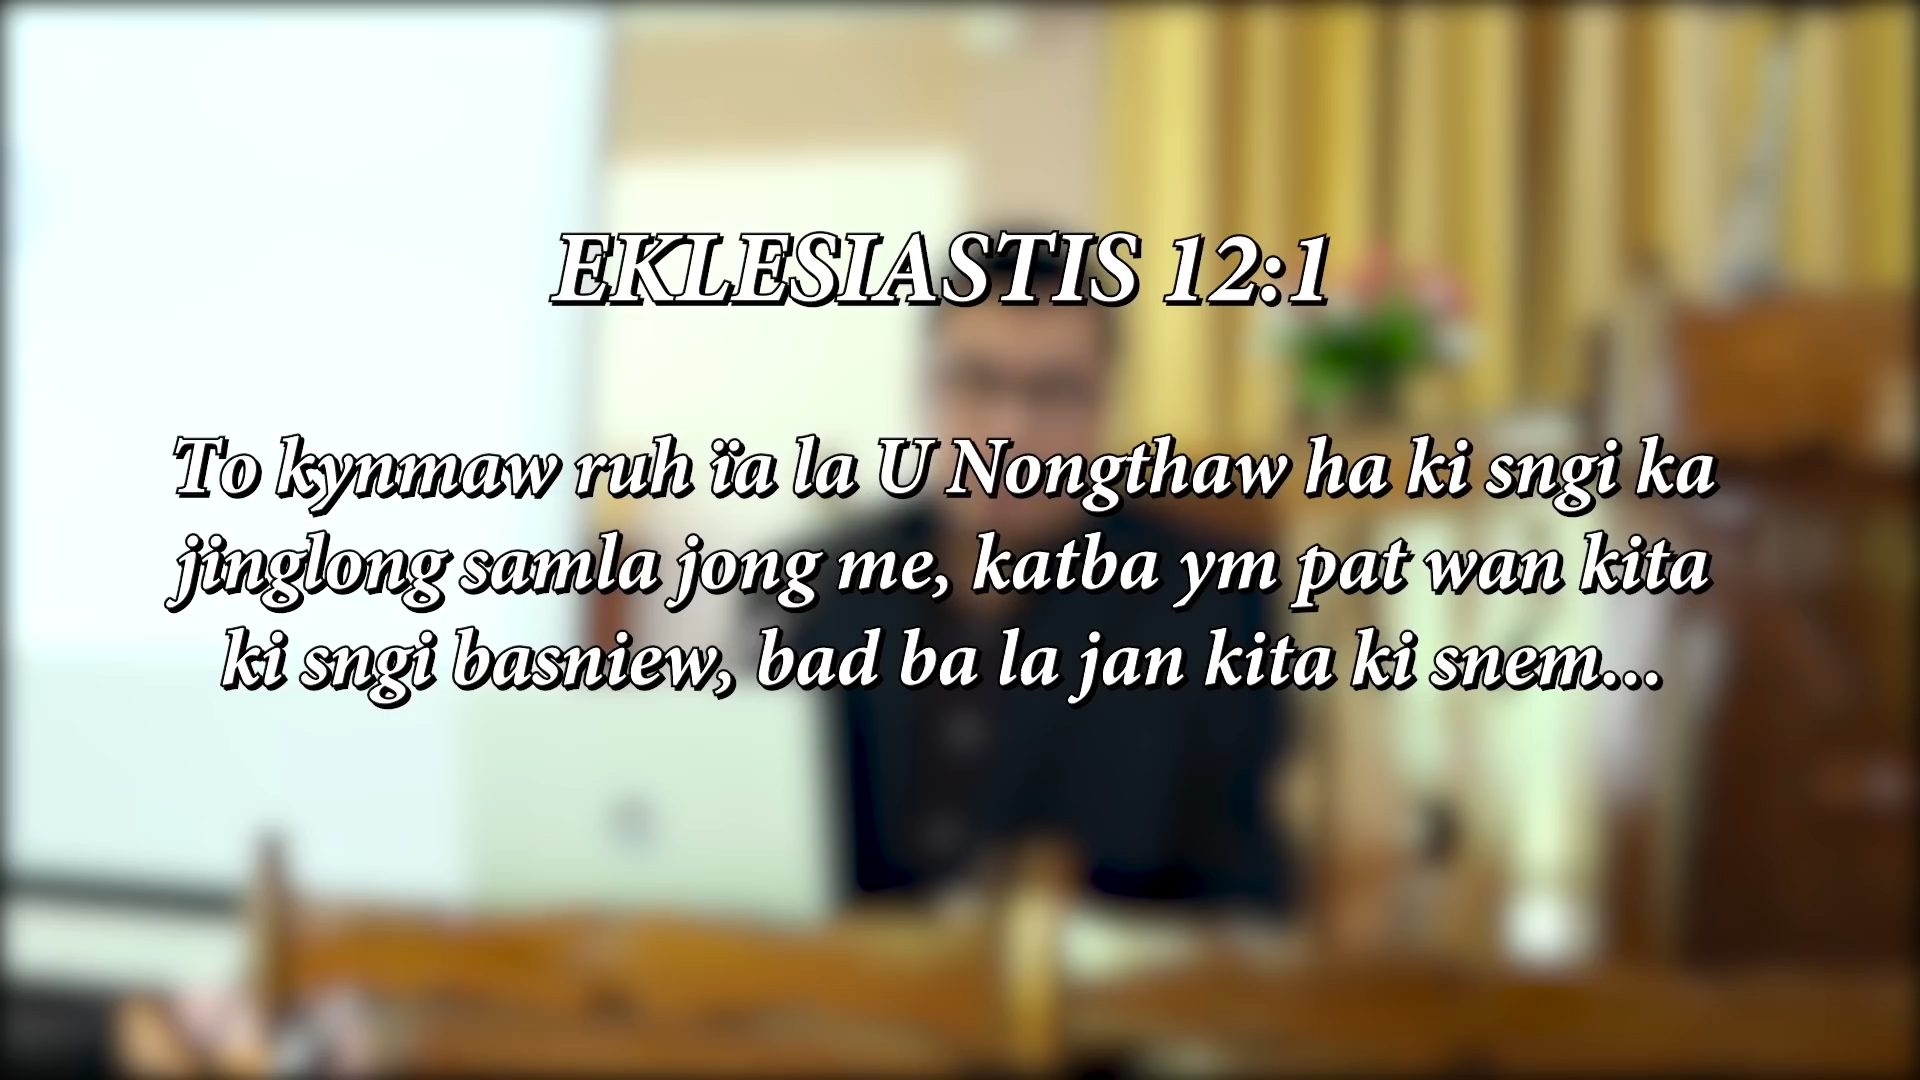 EKLESIASTIS 12:1
To kynmaw ruh ïa la U Nongthaw ha ki sngi ka
jinglong samla jong me, katba ym pat wan kita
ki sngi basniew, bad ba la jan kita ki snem...